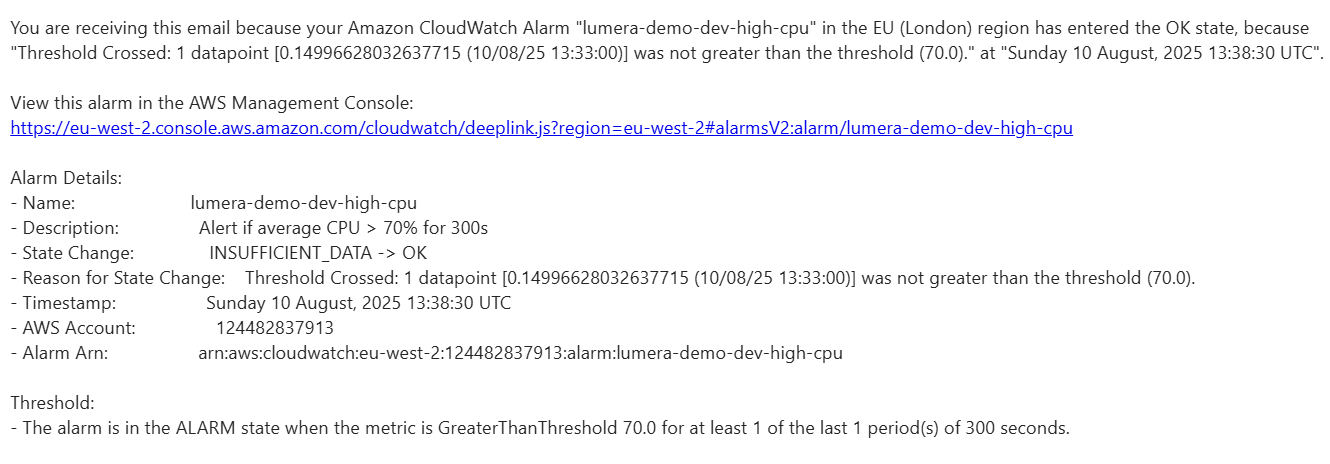 You are receiving this email because your Amazon CloudWatch Alarm "lumera-demo-dev-high-cpu" in the EU (London) region has entered the OK state, because
"Threshold Crossed: 1 datapoint [0.14996628032637715 (10/08/25 13:33:00)] was not greater than the threshold (70.0)." at "Sunday 10 August, 2025 13:38:30 UTC".
View this alarm in the AWS Management Console:
https://eu-west-2.console.aws.amazon.com/cloudwatch/deeplink.js?region=eu-west-2#alarmsV2:alarm/lumera-demo-dev-high-cpu
Alarm Details:
- Name: lumera-demo-dev-high-cpu
- Description: Alert if average CPU > 70% for 300s
- State Change: INSUFFICIENT_DATA -> OK
- Reason for State Change: Threshold Crossed: 1 datapoint [0.14996628032637715 (10/08/25 13:33:00)] was not greater than the threshold (70.0).
- Timestamp: Sunday 10 August, 2025 13:38:30 UTC
- AWS Account: 124482837913
- Alarm Arn: arn:aws:cloudwatch:eu-west-2:124482837913:alarm:lumera-demo-dev-high-cpu
Threshold:
- The alarm is in the ALARM state when the metric is GreaterThanThreshold 70.0 for at least 1 of the last 1 period(s) of 300 seconds.